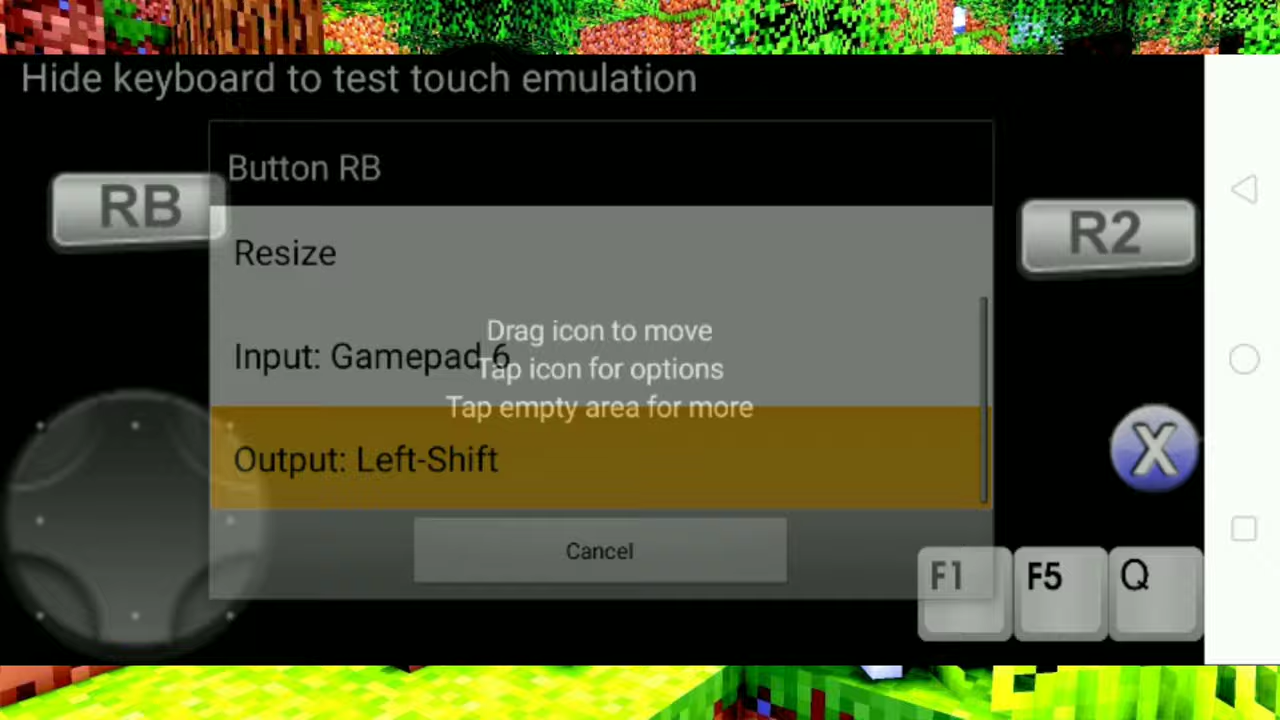 Hide keyboard to test touch emulation
Button RB
RB
R2
Resize
Drag icon to move
Input: Gamepad 6
Tap icon for options
Tap empty area for more
Output: Left-Shift
X
Cancel
F1
F5
Q